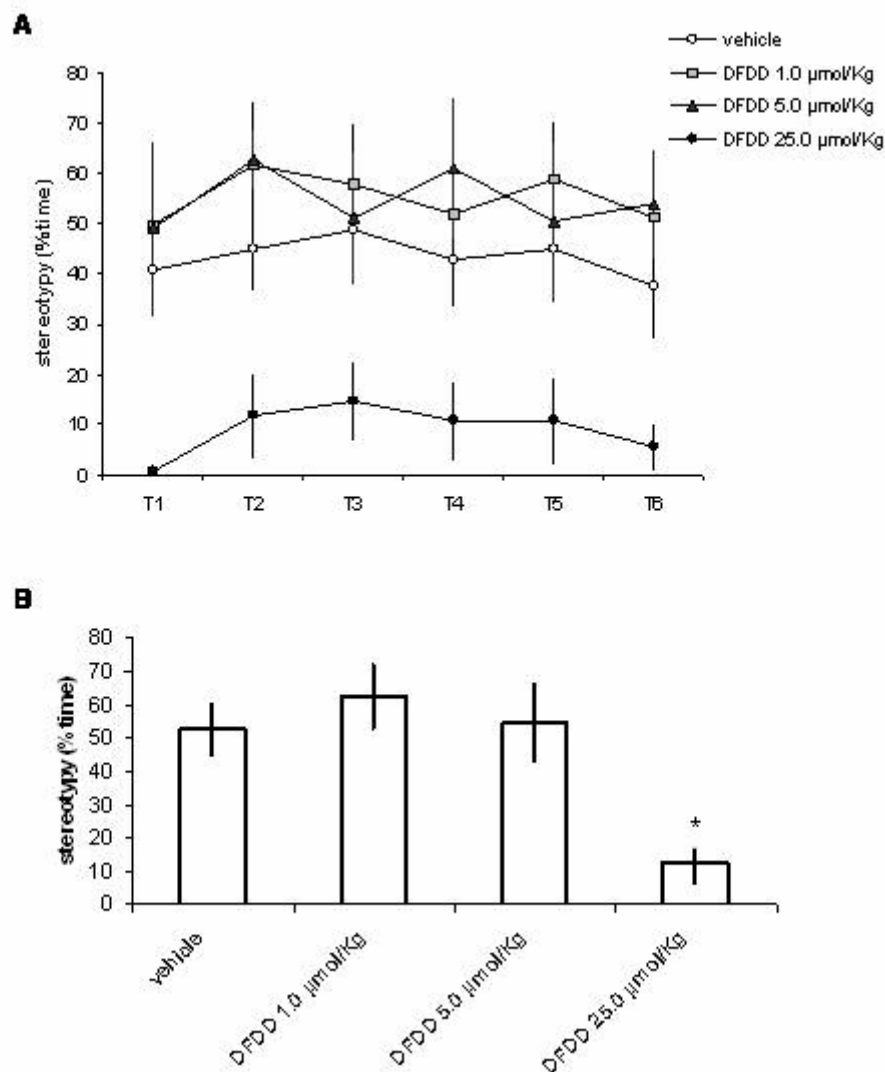 A
vehicle
DFDD 1.0 µmol/Kg
DFDD 5.0 µmol/Kg
DFDD 25.0 µmol/Kg
80
70
60
50
40
30
20
10
0
stereotypy (%time)
T1 T2 T3 T4 T5 T6
B
80
70
60
50
40
30
20
10
0
stereotypy (% time)
*
vehicle
DFDD 1.0 µmol/Kg
DFDD 5.0 µmol/Kg
DFDD 25.0 µmol/Kg